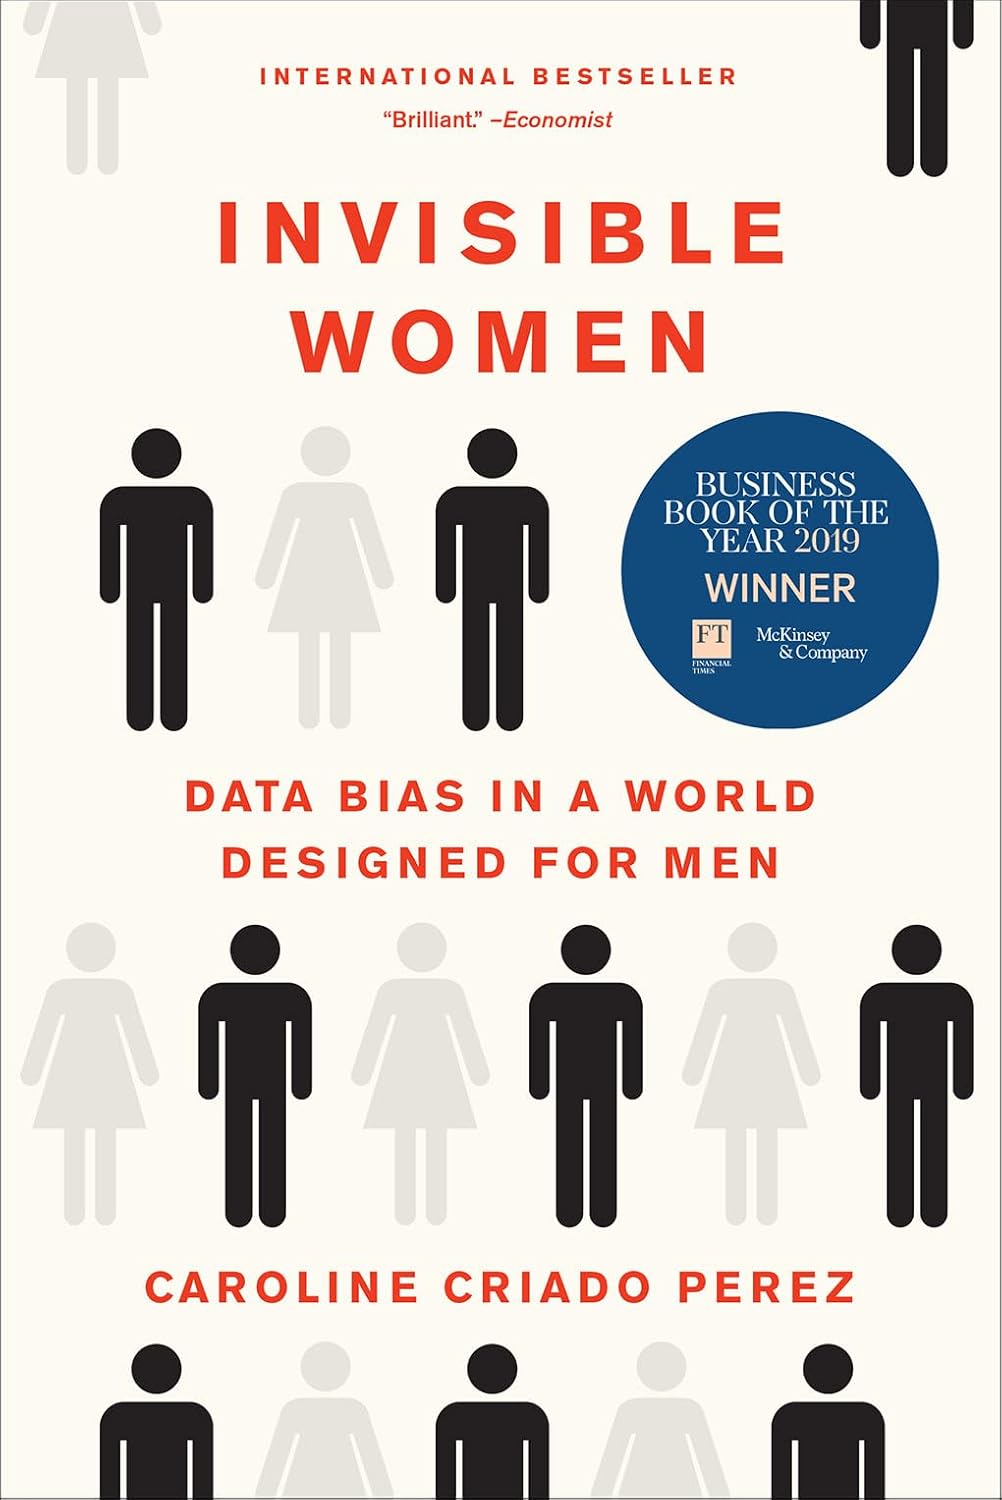 INTERNATIONAL BESTSELLER
“Brilliant.” –Economist
INVISIBLE
WOMEN
BUSINESS
BOOK OF THE
YEAR 2019
WINNER
FT
FINANCIAL
TIMES
McKinsey
& Company
DATA BIAS IN A WORLD
DESIGNED FOR MEN
CAROLINE CRIADO PEREZ